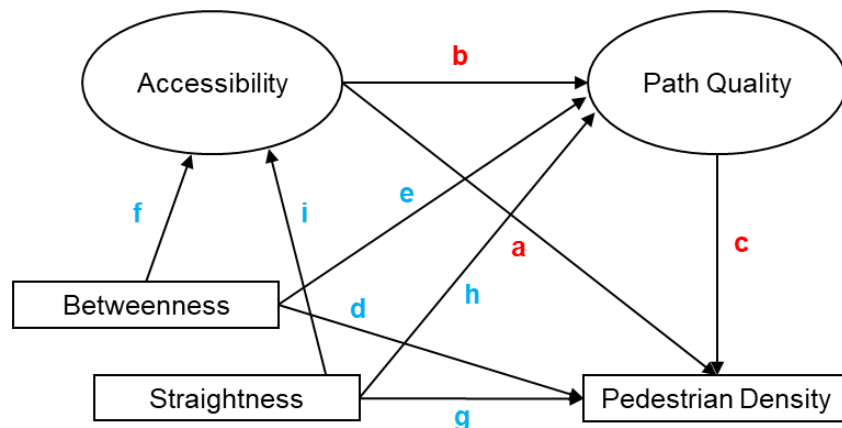 b
Accessibility
Path Quality
e
f
i
a
c
Betweenness
d
h
Straightness
g
Pedestrian Density